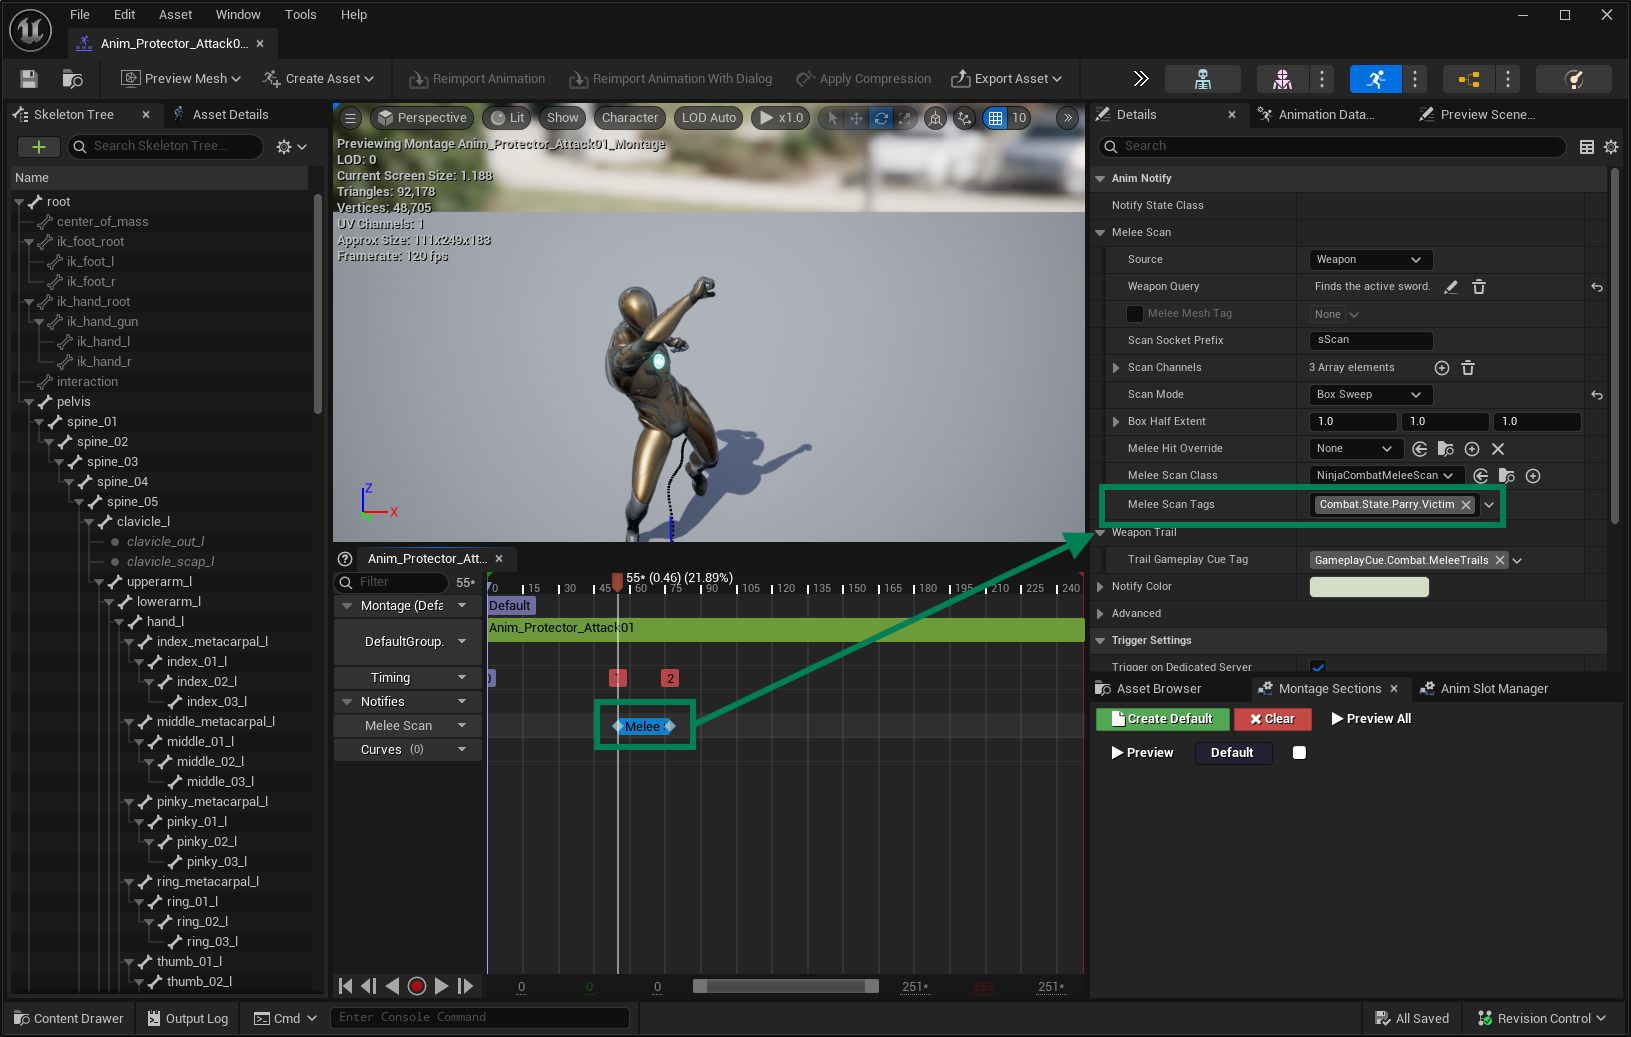 File Edit Asset Window Tools Help
Anim_Protector_Attack0...
Preview Mesh
Create Asset
Reimport Animation
Reimport Animation With Dialog
Apply Compression
Export Asset
Skeleton Tree
Asset Details
Search Skeleton Tree...
Name
root
center_of_mass
ik_foot_root
ik_foot_l
ik_foot_r
ik_hand_root
ik_hand_gun
ik_hand_l
ik_hand_r
interaction
pelvis
spine_01
spine_02
spine_03
spine_04
spine_05
clavicle_l
clavicle_out_l
clavicle_scap_l
upperarm_l
lowerarm_l
hand_l
index_metacarpal_l
index_01_l
index_02_l
index_03_l
middle_metacarpal_l
middle_01_l
middle_02_l
middle_03_l
pinky_metacarpal_l
pinky_01_l
pinky_02_l
pinky_03_l
ring_metacarpal_l
ring_01_l
ring_02_l
ring_03_l
thumb_01_l
thumb_02_l
Perspective
Lit
Show
Character
LOD Auto
x1.0
10
Previewing Montage Anim_Protector_Attack01_Montage
LOD: 0
Current Screen Size: 1.188
Triangles: 92,178
Vertices: 48,705
UV Channels: 1
Approx Size: 111x249x183
Framerate: 120 fps
Z
X
Anim_Protector_Att...
Filter
55*
55* (0.46) (21.89%)
0 15 30 45 60 75 90 105 120 135 150 165 180 195 210 225 240
Montage (Defa
Default
DefaultGroup.
Anim_Protector_Attack01
Timing
1
2
Notifies
Melee Scan
Melee
Curves (0)
0
0
0
251*
252
251*
Details
Animation Data...
Preview Scene...
Search
Anim Notify
Notify State Class
Melee Scan
Source Weapon
Weapon Query Finds the active sword.
Melee Mesh Tag None
Scan Socket Prefix sScan
Scan Channels 3 Array elements
Scan Mode Box Sweep
Box Half Extent 1.0 1.0 1.0
Melee Hit Override None
Melee Scan Class NinjaCombatMeleeScan
Melee Scan Tags Combat.State.Parry.Victim
Weapon Trail
Trail Gameplay Cue Tag GameplayCue.Combat.MeleeTrails
Notify Color
Advanced
Trigger Settings
Trigger on Dedicated Server
Asset Browser
Montage Sections
Anim Slot Manager
Create Default
Clear
Preview All
Preview
Default
Content Drawer
Output Log
Cmd
Enter Console Command
All Saved
Revision Control